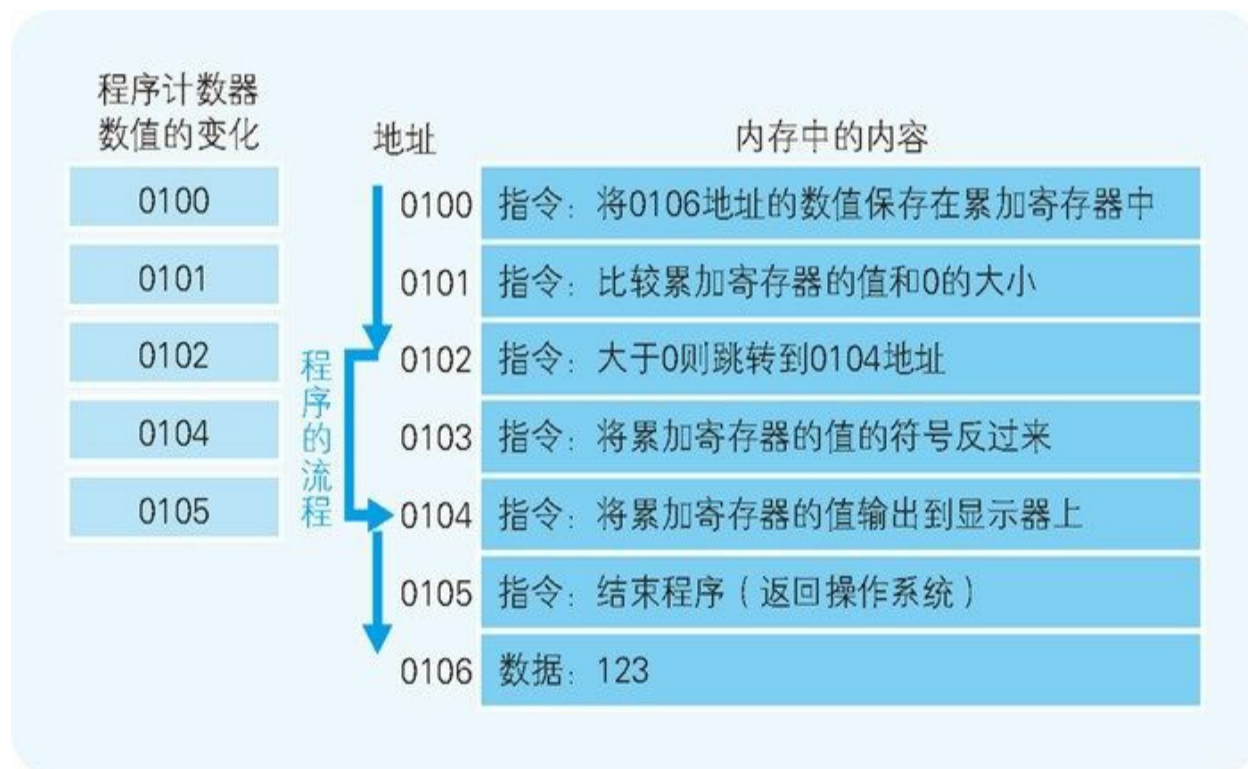 程序计数器
数值的变化
地址
内存中的内容
0100
0100
指令：将0106地址的数值保存在累加寄存器中
0101
0101
指令：比较累加寄存器的值和0的大小
0102
0102
指令：大于0则跳转到0104地址
0104
0103
指令：将累加寄存器的值的符号反过来
0105
0104
指令：将累加寄存器的值输出到显示器上
0105
指令：结束程序（返回操作系统）
0106
数据：123
程序的流程